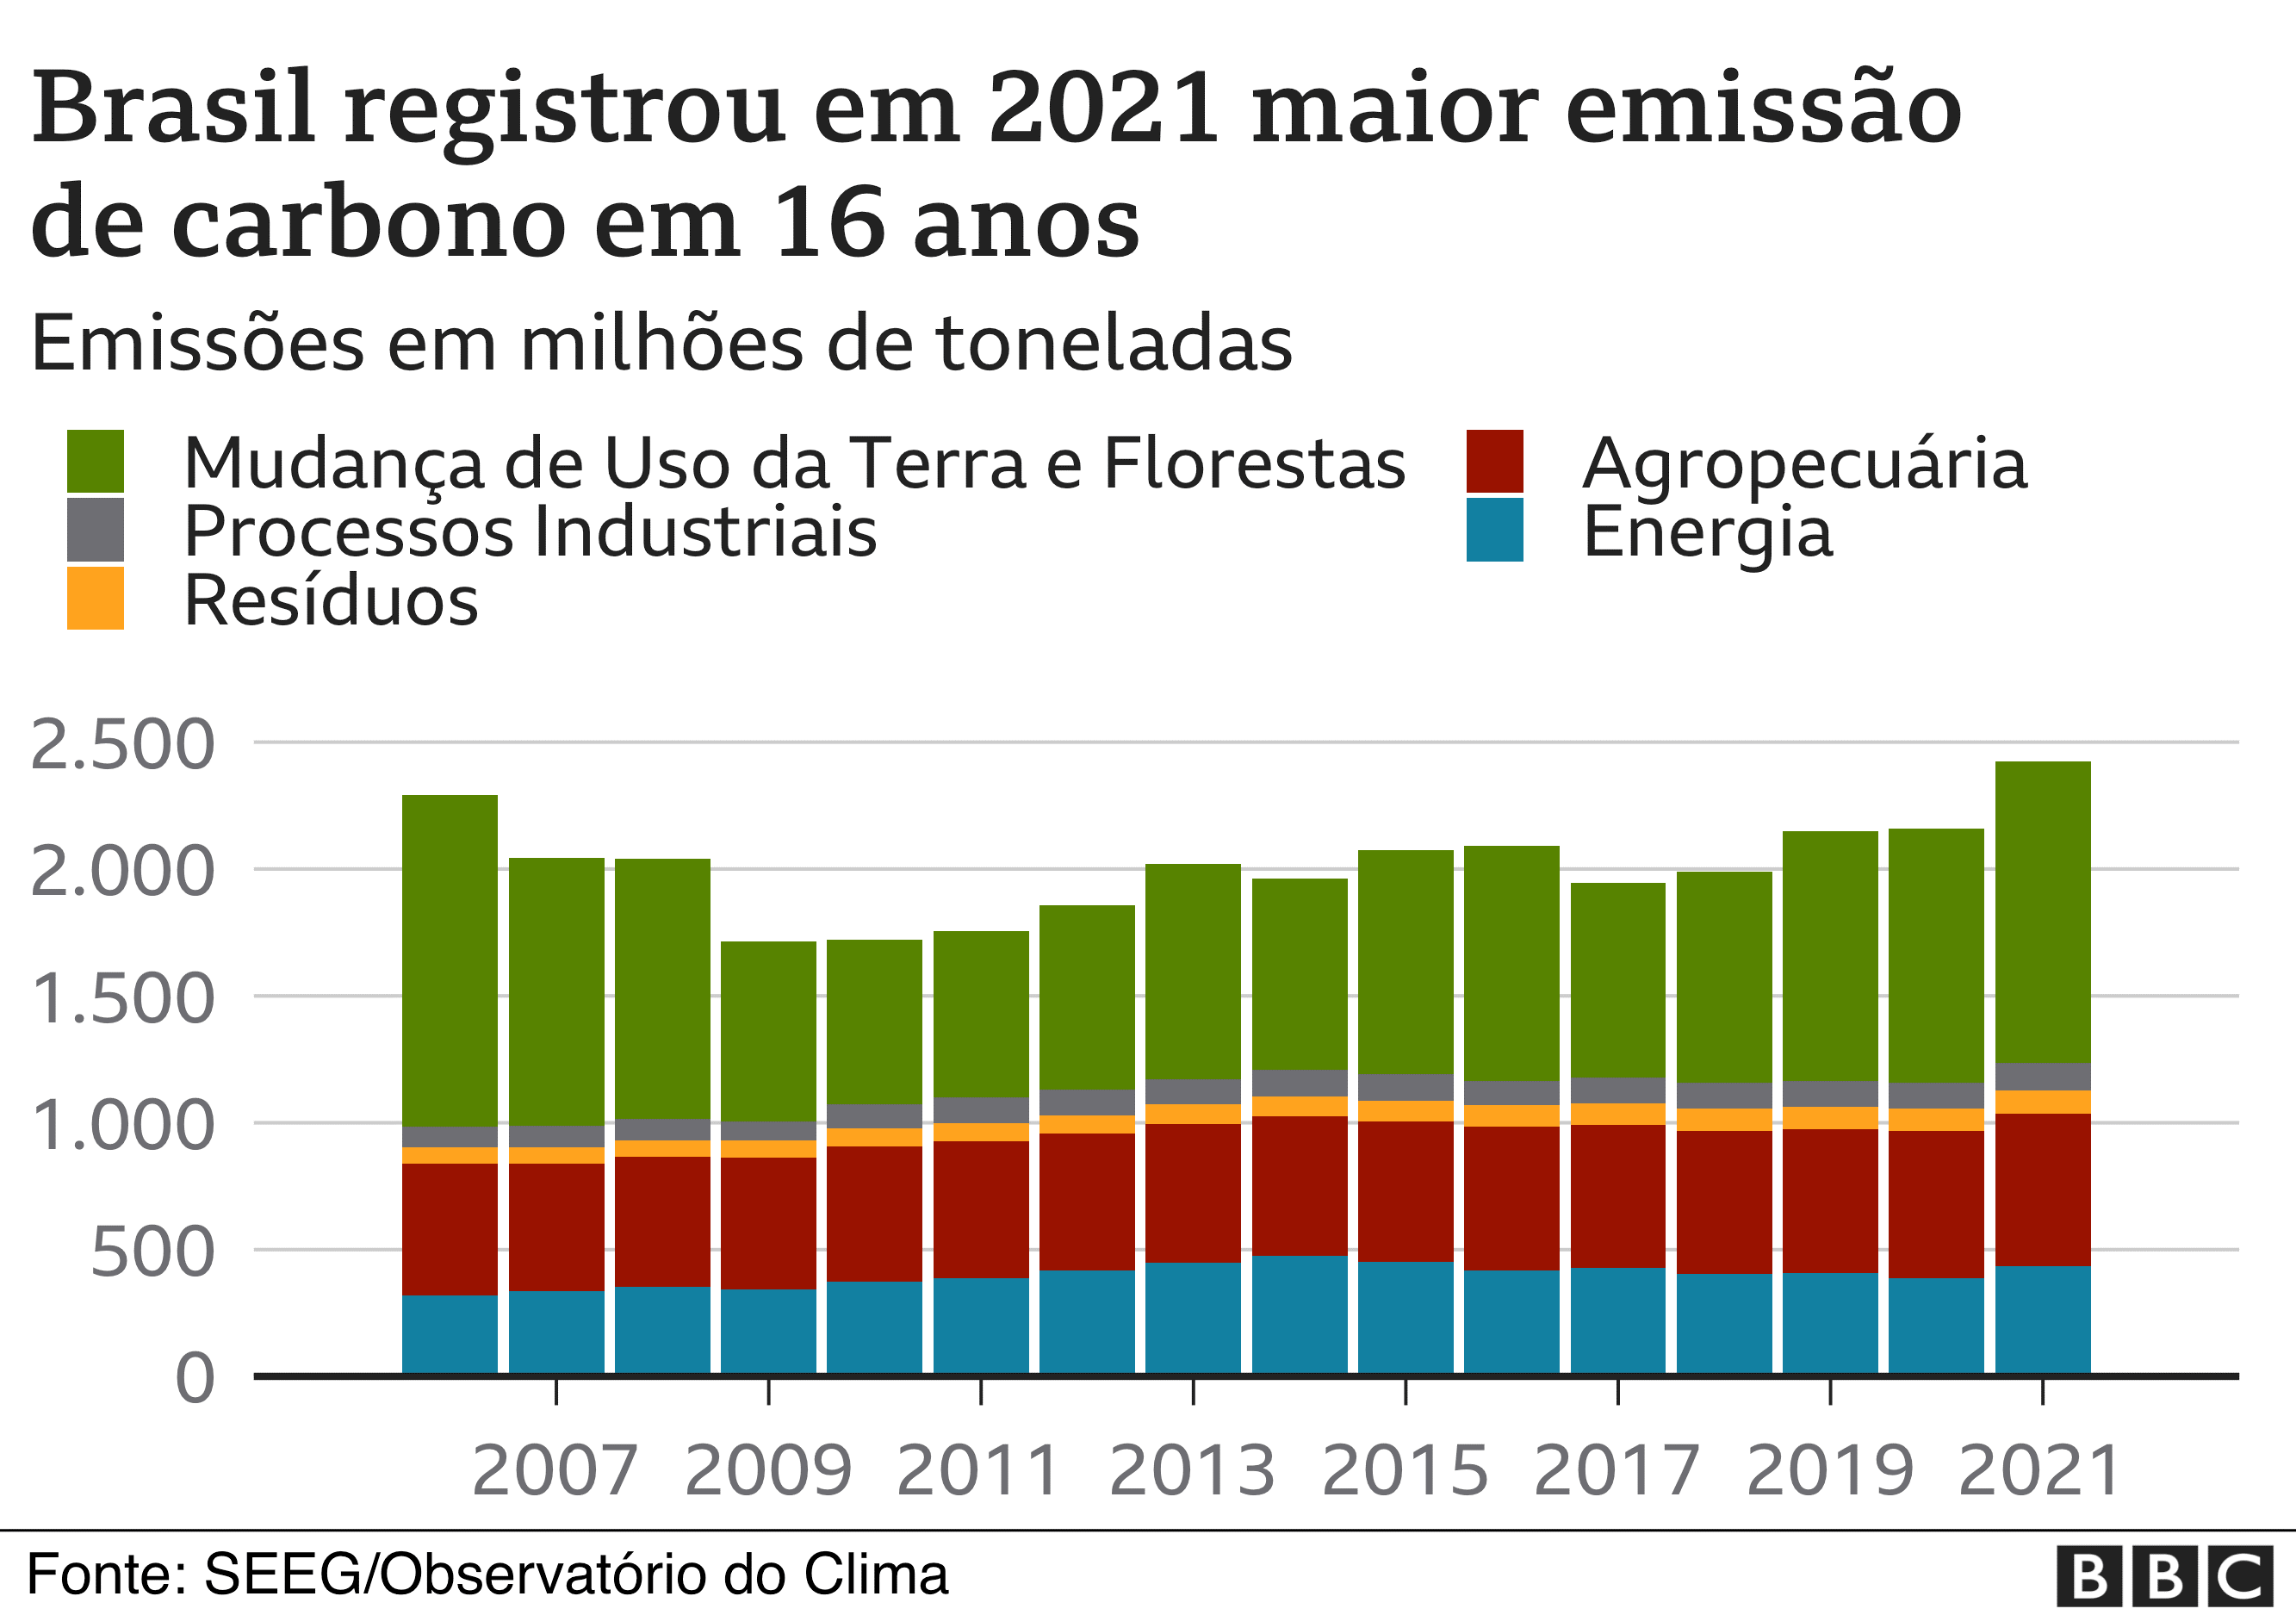 Brasil registrou em 2021 maior emissão
de carbono em 16 anos
Emissões em milhões de toneladas
Mudança de Uso da Terra e Florestas
Agropecuária
Processos Industriais
Energia
Resíduos
2.500
2.000
1.500
1.000
500
0
2007 2009 2011 2013 2015 2017 2019 2021
Fonte: SEEG/Observatório do Clima
BBC